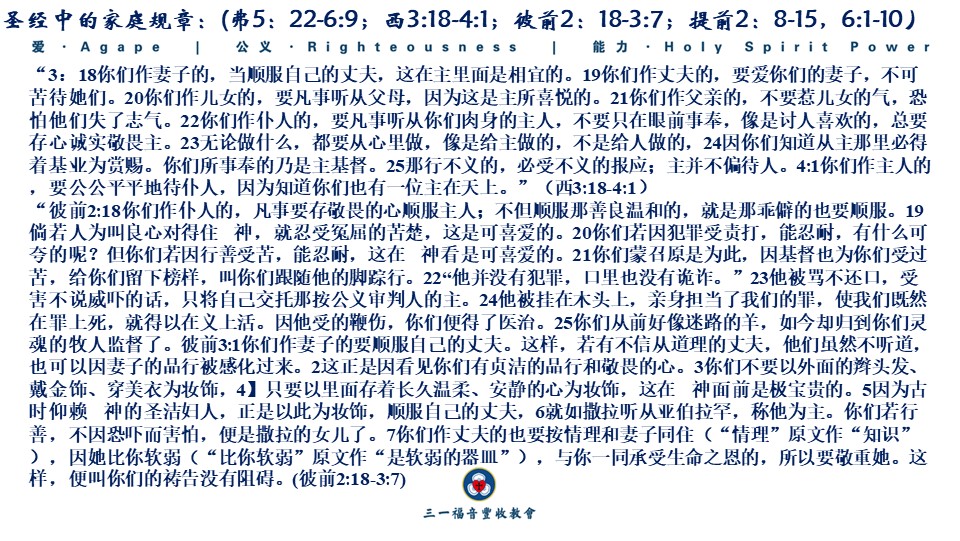 圣经中的家庭规章：(弗5：22-6:9；西3:18-4:1；彼前2：18-3:7；提前2：8-15，6:1-10）
爱 · Agape | 公义 · Righteousness | 能力 · Holy Spirit Power
“3：18你们作妻子的，当顺服自己的丈夫，这在主里面是相宜的。19你们作丈夫的，要爱你们的妻子，不可
苦待她们。20你们作儿女的，要凡事听从父母，因为这是主所喜悦的。21你们作父亲的，不要惹儿女的气，恐
怕他们失了志气。22你们作仆人的，要凡事听从你们肉身的主人，不要只在眼前事奉，像是讨人喜欢的，总要
存心诚实敬畏主。23无论做什么，都要从心里做，像是给主做的，不是给人做的，24因你们知道从主那里必得
着基业为赏赐。你们所事奉的乃是主基督。25那行不义的，必受不义的报应；主并不偏待人。4:1你们作主人的
，要公公平平地待仆人，因为知道你们也有一位主在天上。”（西3:18-4:1）
“彼前2:18你们作仆人的，凡事要存敬畏的心顺服主人；不但顺服那善良温和的，就是那乖僻的也要顺服。19
倘若人为叫良心对得住　神，就忍受冤屈的苦楚，这是可喜爱的。20你们若因犯罪受责打，能忍耐，有什么可
夸的呢？但你们若因行善受苦，能忍耐，这在　神看是可喜爱的。21你们蒙召原是为此，因基督也为你们受过
苦，给你们留下榜样，叫你们跟随他的脚踪行。22“他并没有犯罪，口里也没有诡诈。”23他被骂不还口，受
害不说威吓的话，只将自己交托那按公义审判人的主。24他被挂在木头上，亲身担当了我们的罪，使我们既然
在罪上死，就得以在义上活。因他受的鞭伤，你们便得了医治。25你们从前好像迷路的羊，如今却归到你们灵
魂的牧人监督了。彼前3:1你们作妻子的要顺服自己的丈夫。这样，若有不信从道理的丈夫，他们虽然不听道，
也可以因妻子的品行被感化过来。2这正是因看见你们有贞洁的品行和敬畏的心。3你们不要以外面的辫头发、
戴金饰、穿美衣为妆饰，4】只要以里面存着长久温柔、安静的心为妆饰，这在　神面前是极宝贵的。5因为古
时仰赖　神的圣洁妇人，正是以此为妆饰，顺服自己的丈夫，6就如撒拉听从亚伯拉罕，称他为主。你们若行
善，不因恐吓而害怕，便是撒拉的女儿了。7你们作丈夫的也要按情理和妻子同住（“情理”原文作“知识”
），因她比你软弱（“比你软弱”原文作“是软弱的器皿”），与你一同承受生命之恩的，所以要敬重她。这
样，便叫你们的祷告没有阻碍。(彼前2:18-3:7)
三一福音豐收教會